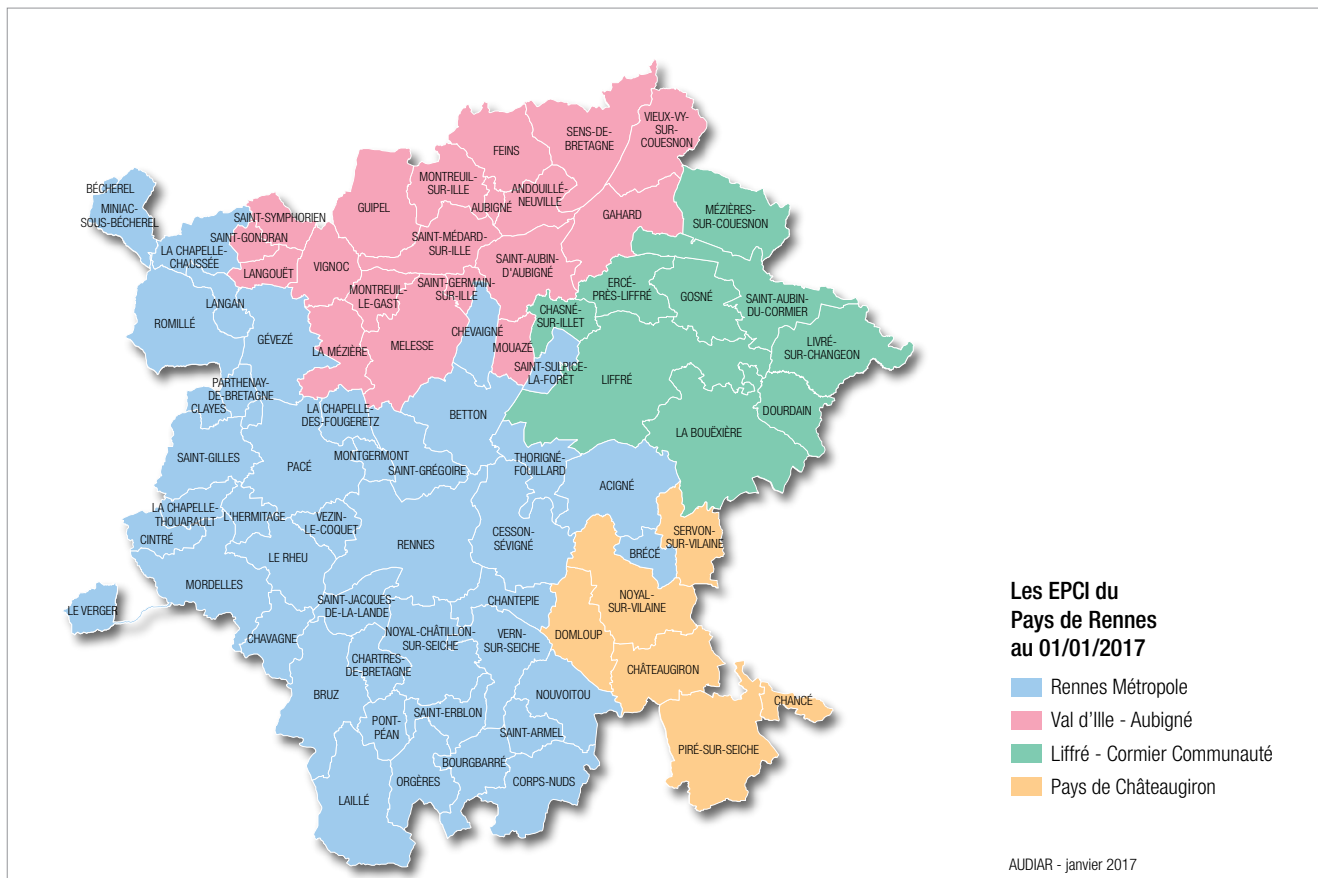 VIEUX-VY-
SUR-
COUESNON
SENS-DE-
BRETAGNE
FEINS
MONTREUIL-
SUR-ILLE
ANDOUILLÉ-
NEUVILLE
BÉCHEREL
MINIAC-
SOUS-BÉCHEREL
GUIPEL
AUBIGNÉ
GAHARD
MÉZIÈRES-
SUR-COUESNON
SAINT-SYMPHORIEN
SAINT-GONDRAN
LA CHAPELLE-
CHAUSSÉE
SAINT-MÉDARD-
SUR-ILLE
LANGOUËT
VIGNOC
SAINT-AUBIN-
D'AUBIGNÉ
MONTREUIL-
LE-GAST
SAINT-GERMAIN-
SUR-ILLE
ERCÉ-
PRÈS-LIFFRÉ
GOSNÉ
SAINT-AUBIN-
DU-CORMIER
LANGAN
ROMILLÉ
CHASNÉ-
SUR-ILLET
GÉVEZÉ
CHEVAIGNÉ
LA MÉZIÈRE
MELESSE
MOUAZÉ
LIVRÉ-
SUR-CHANGEON
SAINT-SULPICE-
LA-FORÊT
LIFFRÉ
PARTHENAY-
DE-BRETAGNE
CLAYES
LA CHAPELLE-
DES-FOUGERETZ
BETTON
DOURDAIN
LA BOUËXIÈRE
SAINT-GILLES
PACÉ
MONTGERMONT
SAINT-GRÉGOIRE
THORIGNÉ-
FOUILLARD
ACIGNÉ
LA CHAPELLE-
THOUARAULT
L'HERMITAGE
VEZIN-
LE-COQUET
CINTRÉ
RENNES
CESSON-
SÉVIGNÉ
SERVON-
SUR-VILAINE
BRÉCÉ
LE RHEU
MORDELLES
LE VERGER
SAINT-JACQUES-
DE-LA-LANDE
CHANTEPIE
NOYAL-
SUR-VILAINE
CHAVAGNE
NOYAL-CHÂTILLON-
SUR-SEICHE
VERN-
SUR-SEICHE
DOMLOUP
CHARTRES-
DE-BRETAGNE
CHÂTEAUGIRON
BRUZ
NOUVOITOU
CHANCÉ
SAINT-ERBLON
PONT-
PÉAN
SAINT-ARMEL
PIRÉ-SUR-SEICHE
BOURGBARRÉ
ORGÈRES
CORPS-NUDS
LAILLÉ
Les EPCI du
Pays de Rennes
au 01/01/2017
Rennes Métropole
Val d'Ille - Aubigné
Liffré - Cormier Communauté
Pays de Châteaugiron
AUDIAR - janvier 2017